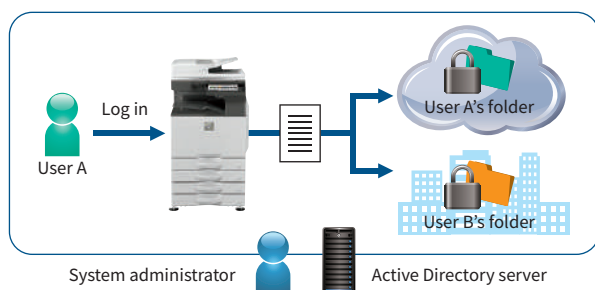 User A's folder
Log in
User A
User B's folder
System administrator
Active Directory server